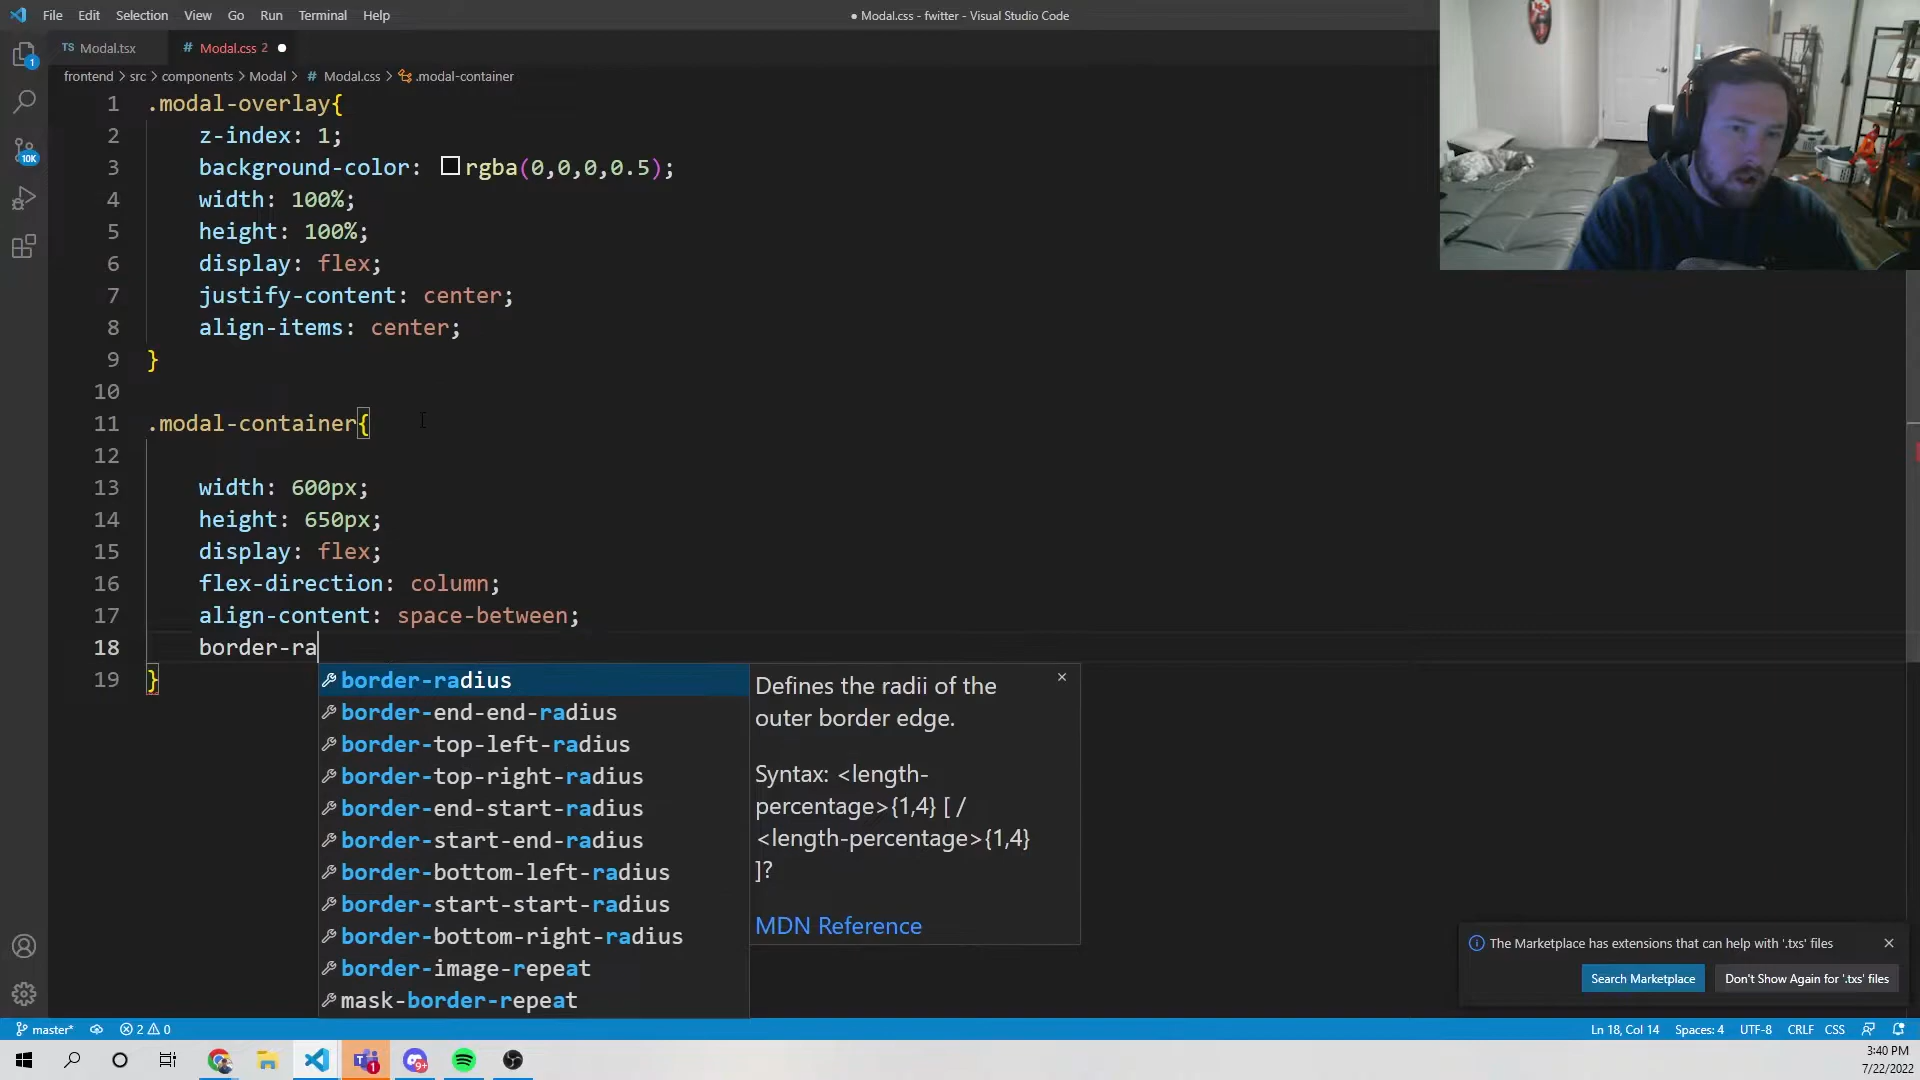 File Edit Selection View Go Run Terminal Help
● Modal.css - fwitter - Visual Studio Code
TS Modal.tsx # Modal.css 2 ●
frontend > src > components > Modal > # Modal.css > .modal-container
1 .modal-overlay{
2 z-index: 1;
3 background-color: rgba(0,0,0,0.5);
4 width: 100%;
5 height: 100%;
6 display: flex;
7 justify-content: center;
8 align-items: center;
9 }
10
11 .modal-container{
12
13 width: 600px;
14 height: 650px;
15 display: flex;
16 flex-direction: column;
17 align-content: space-between;
18 border-ra
19 }
border-radius
border-end-end-radius
border-top-left-radius
border-top-right-radius
border-end-start-radius
border-start-end-radius
border-bottom-left-radius
border-start-start-radius
border-bottom-right-radius
border-image-repeat
mask-border-repeat
Defines the radii of the
outer border edge.
Syntax: <length-
percentage>{1,4} [ /
<length-percentage>{1,4}
]?
MDN Reference
1
10K
The Marketplace has extensions that can help with '.txs' files
Search Marketplace Don't Show Again for '.txs' files
master* 2 0
Ln 18, Col 14 Spaces: 4 UTF-8 CRLF CSS
1 9+
3:40 PM
7/22/2022